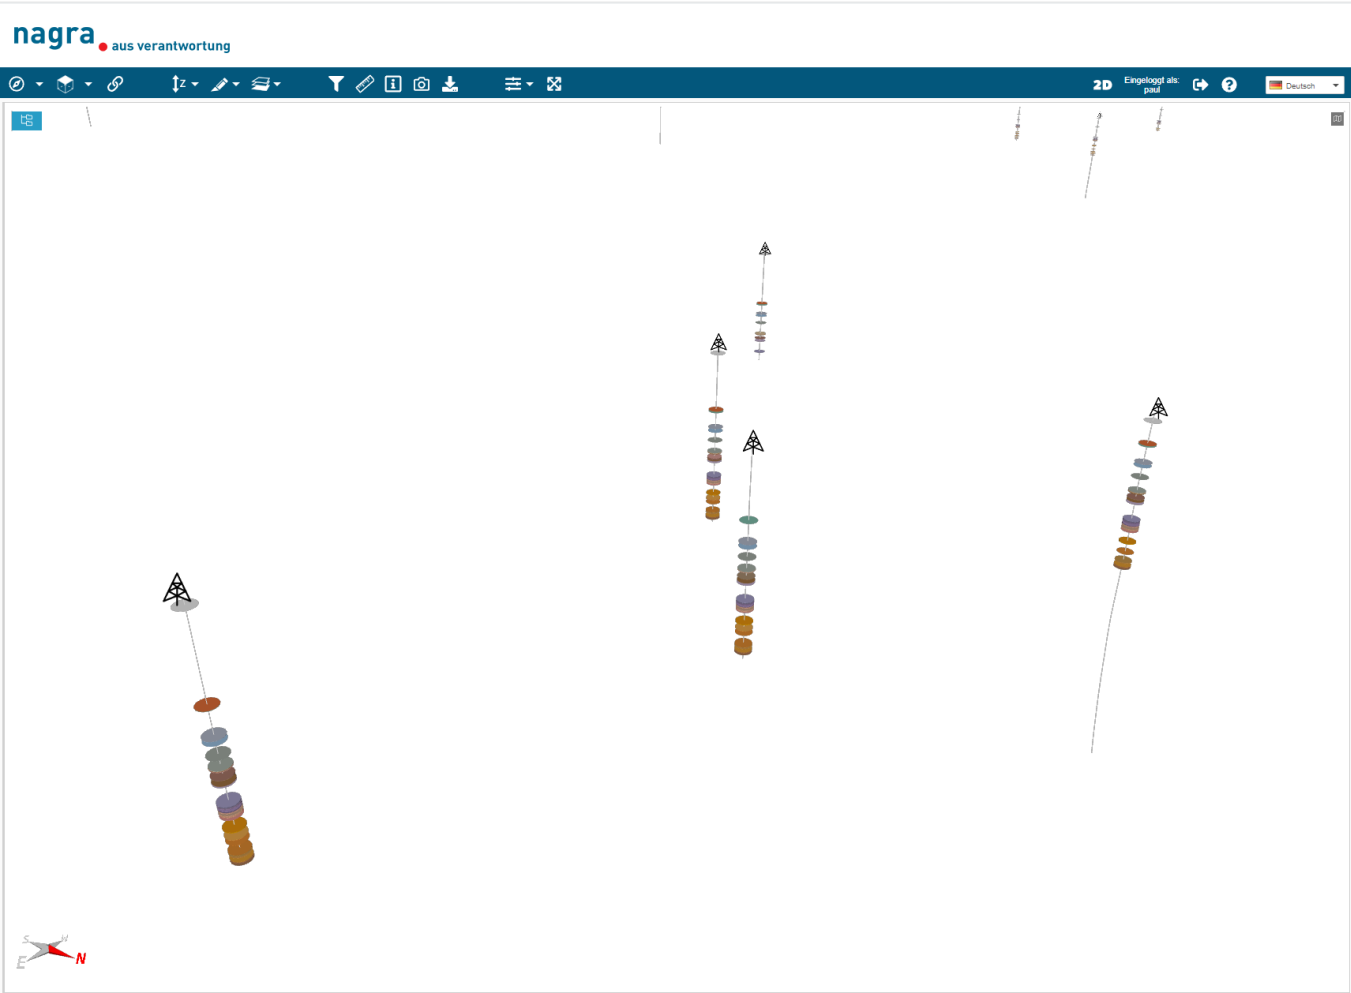 nagra.
aus verantwortung
Z
2D
Eingeloggt als:
paul
Deutsch
S
W
E
N